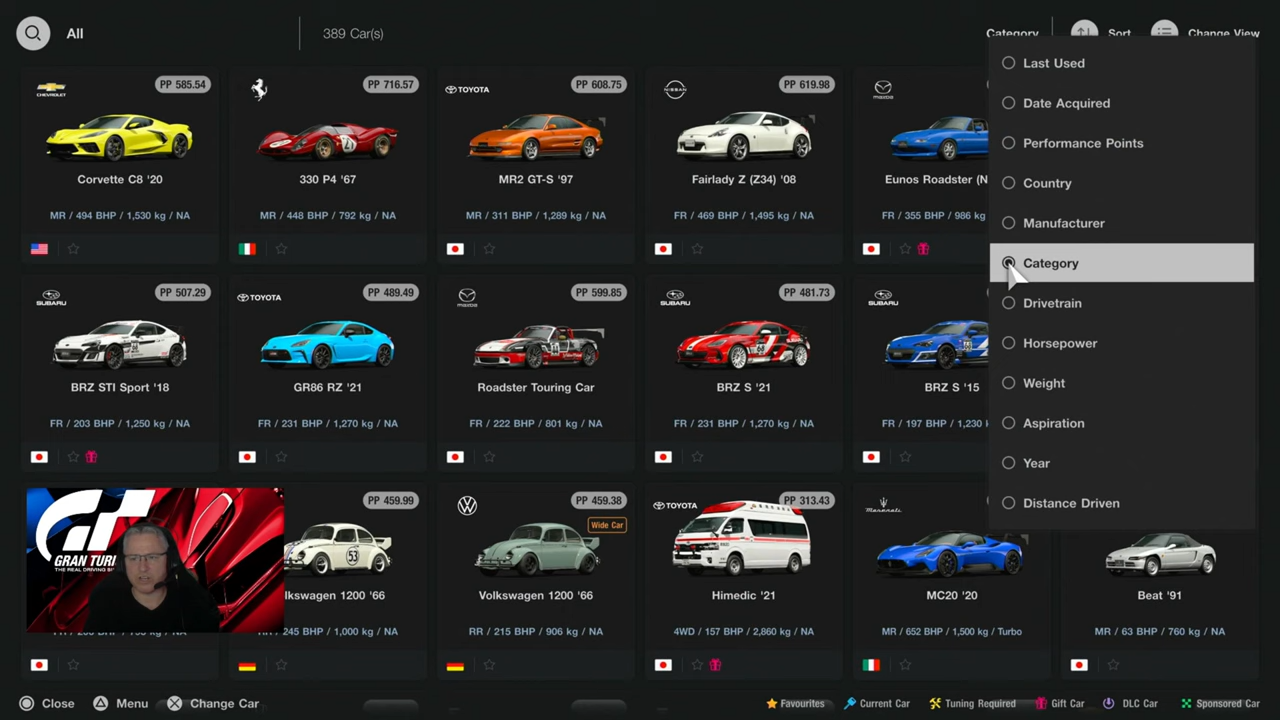 All
389 Car(s)
Category
Sort
Change View
Last Used
Date Acquired
Performance Points
Country
Manufacturer
Category
Drivetrain
Horsepower
Weight
Aspiration
Year
Distance Driven
CHEVROLET
PP 585.54
Corvette C8 '20
MR / 494 BHP / 1,530 kg / NA
PP 716.57
330 P4 '67
MR / 448 BHP / 792 kg / NA
TOYOTA
PP 608.75
MR2 GT-S '97
MR / 311 BHP / 1,289 kg / NA
NISSAN
PP 619.98
Fairlady Z (Z34) '08
FR / 469 BHP / 1,495 kg / NA
mazda
Eunos Roadster (N
FR / 355 BHP / 986 kg
SUBARU
PP 507.29
BRZ STI Sport '18
FR / 203 BHP / 1,250 kg / NA
TOYOTA
PP 489.49
GR86 RZ '21
FR / 231 BHP / 1,270 kg / NA
mazda
PP 599.85
Roadster Touring Car
FR / 222 BHP / 801 kg / NA
SUBARU
PP 481.73
BRZ S '21
FR / 231 BHP / 1,270 kg / NA
SUBARU
BRZ S '15
FR / 197 BHP / 1,230
GRAN TURI
THE REAL DRIVING SI
PP 459.99
53
lkswagen 1200 '66
245 BHP / 1,000 kg / NA
PP 459.38
Wide Car
Volkswagen 1200 '66
RR / 215 BHP / 906 kg / NA
TOYOTA
PP 313.43
Himedic '21
4WD / 157 BHP / 2,860 kg / NA
Maserati
MC20 '20
MR / 652 BHP / 1,500 kg / Turbo
Beat '91
MR / 63 BHP / 760 kg / NA
Close
Menu
Change Car
Favourites
Current Car
Tuning Required
Gift Car
DLC Car
Sponsored Car